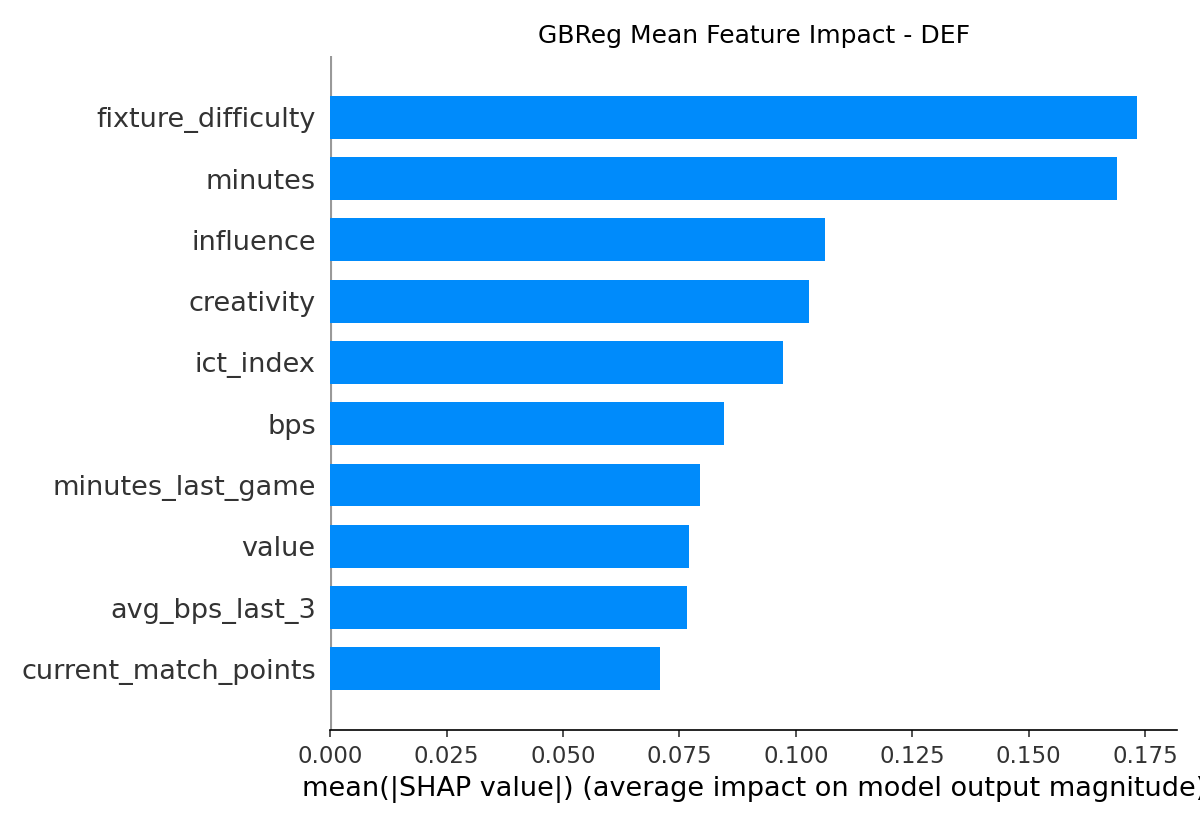 GBReg Mean Feature Impact - DEF
fixture_difficulty
minutes
influence
creativity
ict_index
bps
minutes_last_game
value
avg_bps_last_3
current_match_points
0.000 0.025 0.050 0.075 0.100 0.125 0.150 0.175
mean(|SHAP value|) (average impact on model output magnitude)